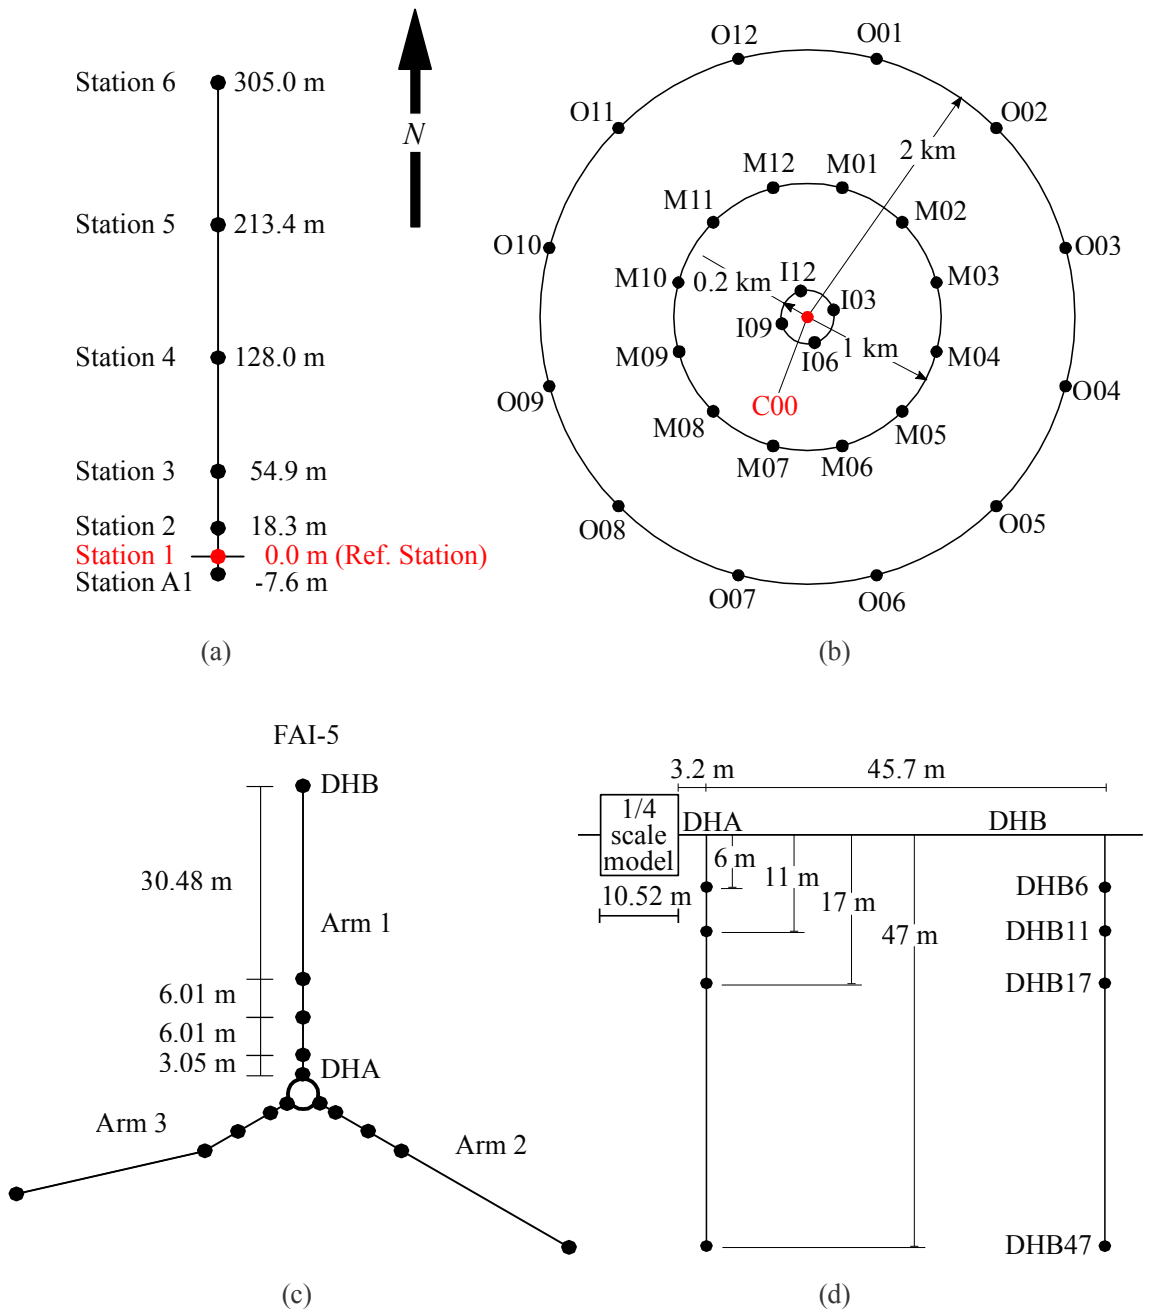 Station 6 305.0 m
Station 5 213.4 m
Station 4 128.0 m
Station 3 54.9 m
Station 2 18.3 m
Station 1 0.0 m (Ref. Station)
Station A1 -7.6 m
N
(a)
O12 O01
O11 O02
2 km
M12 M01
M11 M02
O10 O03
M10 0.2 km I12 M03
I03
I09
M09 I06 1 km M04
O09 O04
C00
M08 M05
M07 M06
O08 O05
O07 O06
(b)
FAI-5
DHB
30.48 m
Arm 1
6.01 m
6.01 m
3.05 m DHA
Arm 3
Arm 2
(c)
3.2 m 45.7 m
1/4
scale
model
DHA DHB
6 m
11 m
17 m
47 m
10.52 m
DHB6
DHB11
DHB17
DHB47
(d)